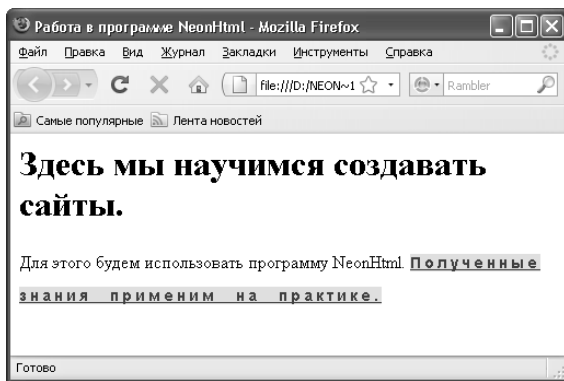 Работа в программе NeonHtml - Mozilla Firefox
Файл Правка Вид Журнал Закладки Инструменты Справка
file:///D:/NEON~1 Rambler
Самые популярные Лента новостей
Здесь мы научимся создавать
сайты.
Для этого будем использовать программу NeonHtml. Полученные
знания применим на практике.
Готово